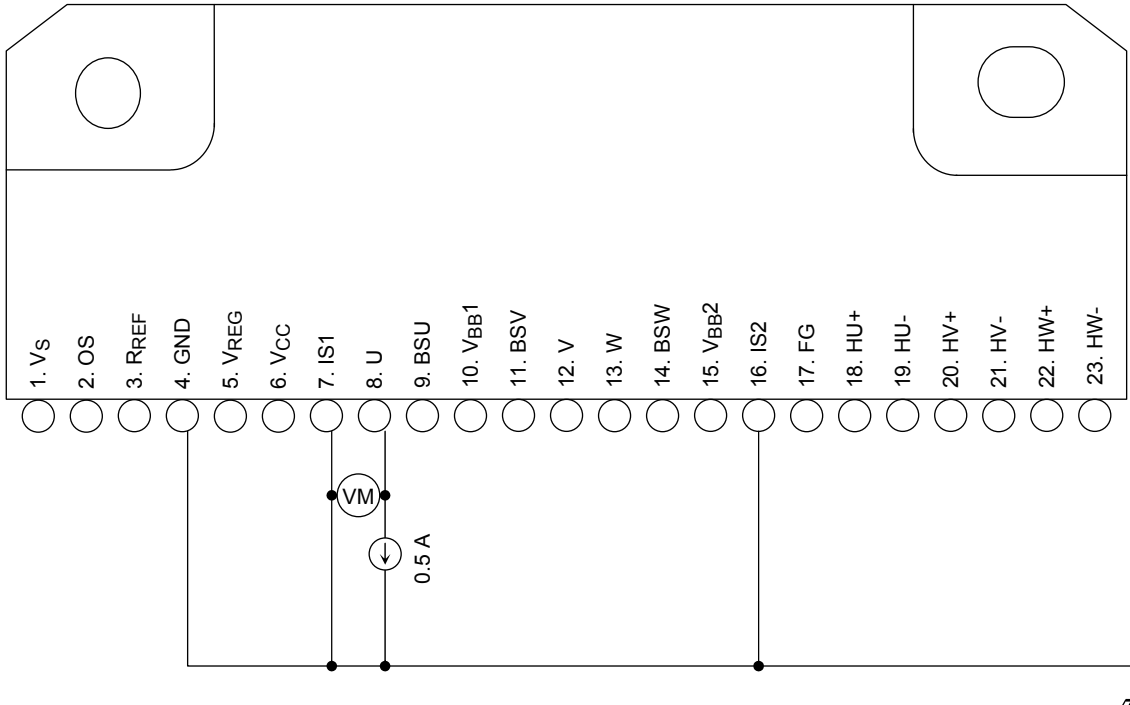 1. VS
2. OS
3. RREF
4. GND
5. VREG
6. VCC
7. IS1
8. U
9. BSU
10. VBB1
11. BSV
12. V
13. W
14. BSW
15. VBB2
16. IS2
17. FG
18. HU+
19. HU-
20. HV+
21. HV-
22. HW+
23. HW-
VM
0.5 A